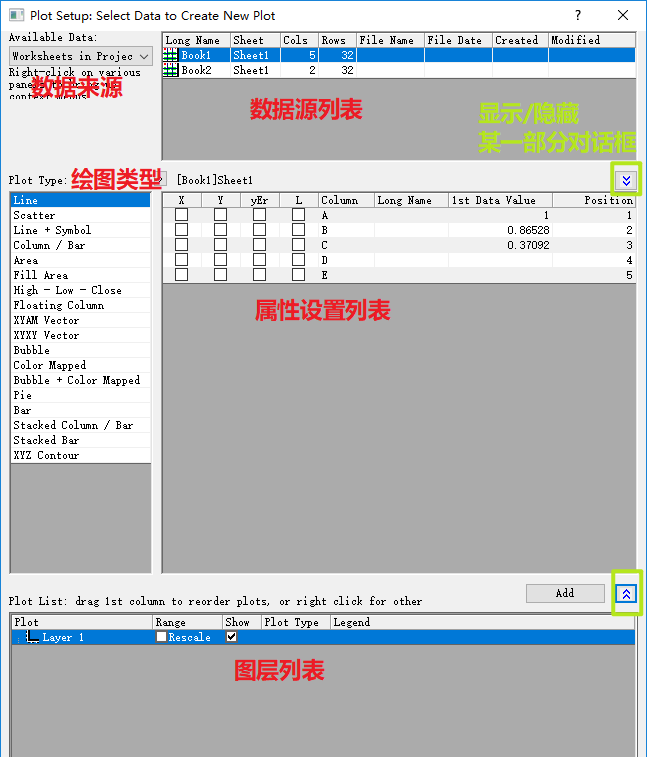 Plot Setup: Select Data to Create New Plot
?
Available Data:
Worksheets in Projec
Right-click on various
数据来源
Long Name Sheet Cols Rows File Name File Date Created Modified
Book1 Sheet1 5 32
Book2 Sheet1 2 32
数据源列表
显示/隐藏
某一部分对话框
Plot Type:
绘图类型
[Book1]Sheet1
Line
Scatter
Line + Symbol
Column / Bar
Area
Fill Area
High - Low - Close
Floating Column
XYAM Vector
XYXY Vector
Bubble
Color Mapped
Bubble + Color Mapped
Pie
Bar
Stacked Column / Bar
Stacked Bar
XYZ Contour
X Y yEr L Column Long Name 1st Data Value Position
A 1 1
B 0.86528 2
C 0.37092 3
D 4
E 5
属性设置列表
Add
Plot List: drag 1st column to reorder plots, or right click for other
Plot Range Show Plot Type Legend
Layer 1 Rescale
图层列表